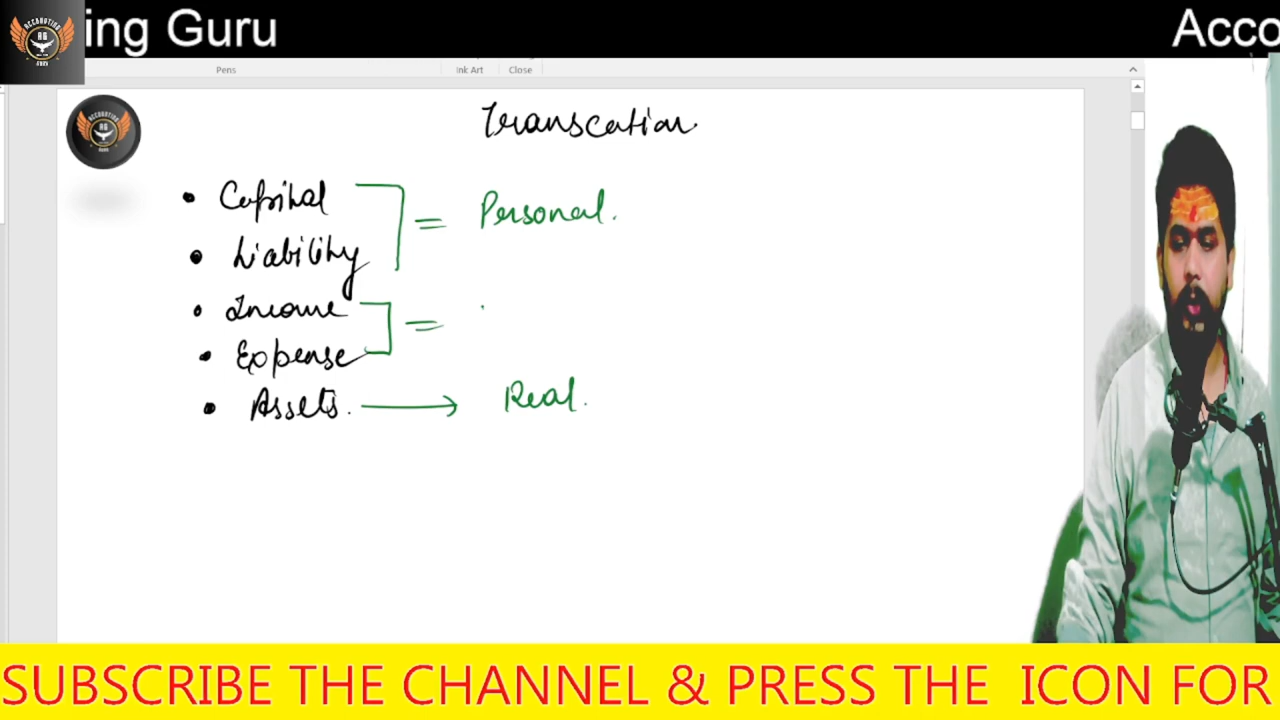 ing Guru
Acco
Pens
Ink Art
Close
Transcation
• Capital
= Personal.
• Liability
• Income
=
• Expense
• Assets. → Real.
SUBSCRIBE THE CHANNEL & PRESS THE ICON FOR